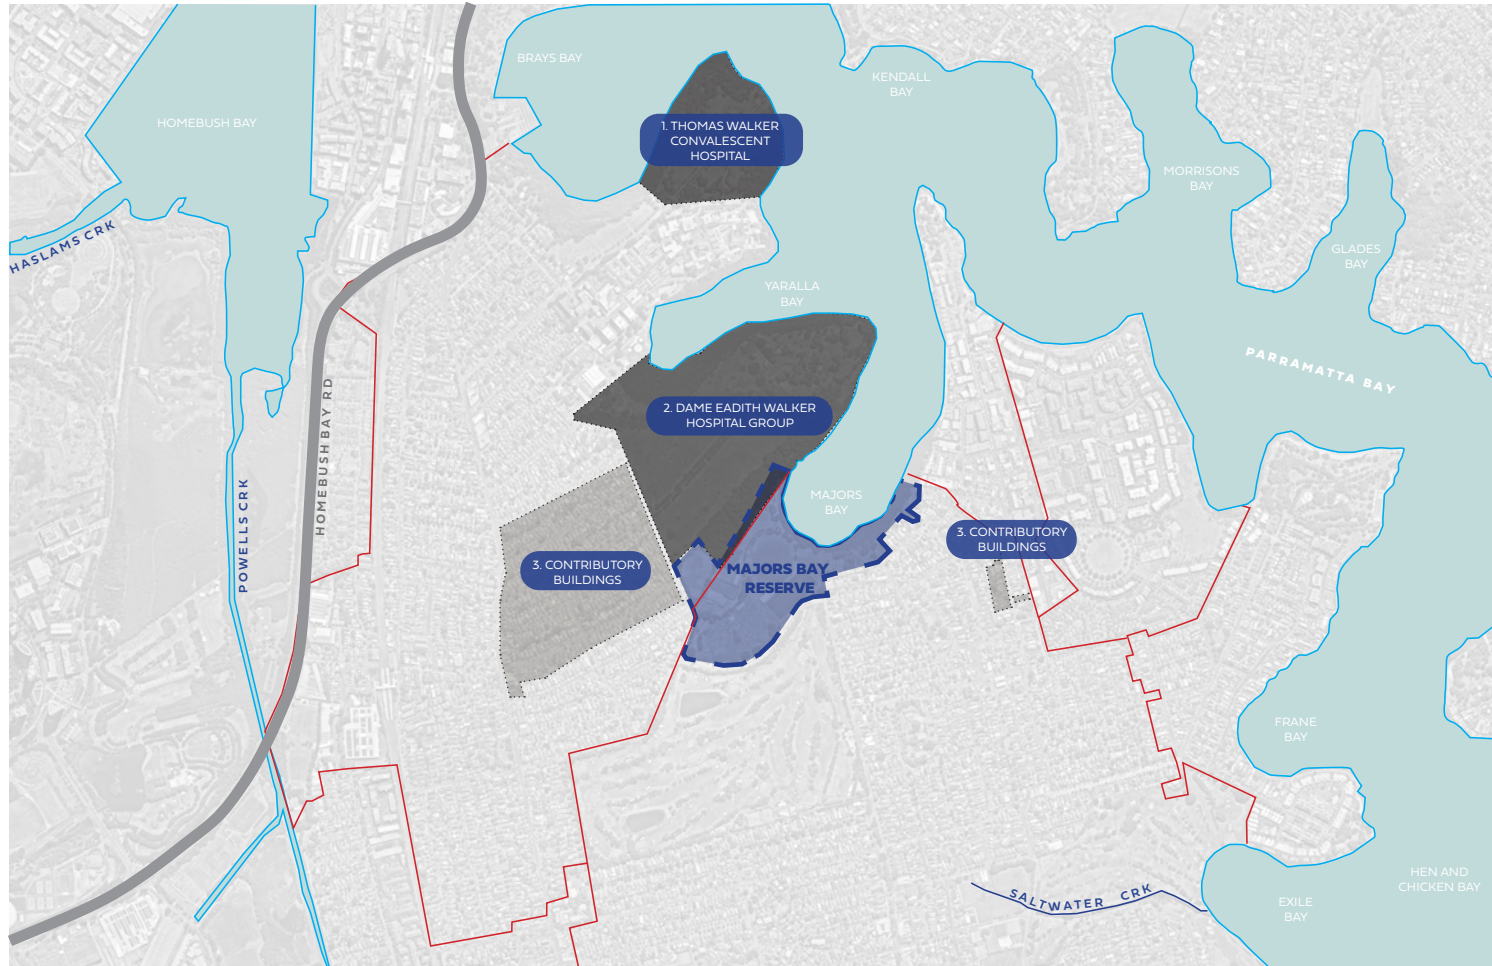 BRAYS BAY
KENDALL
BAY
HOMEBUSH BAY
1. THOMAS WALKER
CONVALESCENT
HOSPITAL
MORRISONS
BAY
HASLAMS CRK
GLADES
BAY
YARALLA
BAY
PARRAMATTA BAY
HOMEBUSH BAY RD
2. DAME EADITH WALKER
HOSPITAL GROUP
POWELLS CRK
MAJORS
BAY
3. CONTRIBUTORY
BUILDINGS
3. CONTRIBUTORY
BUILDINGS
MAJORS BAY
RESERVE
FRANE
BAY
HEN AND
CHICKEN BAY
SALTWATER CRK
EXILE
BAY